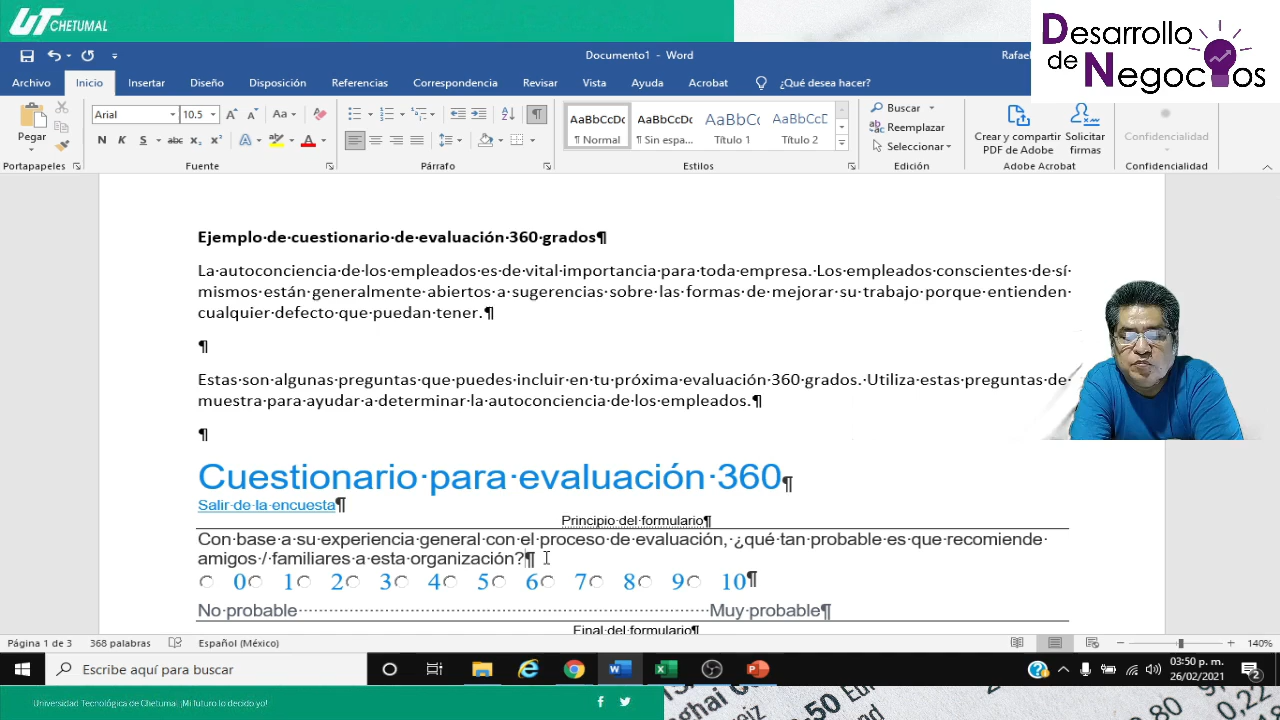 UT CHETUMAL
Documento1 - Word
Rafael
Desarrollo
de Negocios
Archivo Inicio Insertar Diseño Disposición Referencias Correspondencia Revisar Vista Ayuda Acrobat ¿Qué desea hacer?
Pegar
Arial 10.5
N K S abc
AaBbCcDc AaBbCcDc AaBbCc AaBbCcD
¶ Normal ¶ Sin espa... Título 1 Título 2
Buscar
Reemplazar
Seleccionar
Crear y compartir
PDF de Adobe
Solicitar
firmas
Confidencialidad
Portapapeles Fuente Párrafo Estilos Edición Adobe Acrobat Confidencialidad
Ejemplo·de·cuestionario·de·evaluación·360·grados¶
La·autoconciencia·de·los·empleados·es·de·vital·importancia·para·toda·empresa.·Los·empleados·conscientes·de·sí·
mismos·están·generalmente·abiertos·a·sugerencias·sobre·las·formas·de·mejorar·su·trabajo·porque·entienden·
cualquier·defecto·que·puedan·tener.¶
¶
Estas·son·algunas·preguntas·que·puedes·incluir·en·tu·próxima·evaluación·360·grados.·Utiliza·estas·preguntas·de·
muestra·para·ayudar·a·determinar·la·autoconciencia·de·los·empleados.¶
¶
Cuestionario·para·evaluación·360¶
Salir·de·la·encuesta¶
Principio·del·formulario¶
Con·base·a·su·experiencia·general·con·el·proceso·de·evaluación,·¿qué·tan·probable·es·que·recomiende·
amigos·/·familiares·a·esta·organización?¶
0 1 2 3 4 5 6 7 8 9 10¶
No·probable·······Muy·probable¶
Final·del·formulario¶
Página 1 de 3 368 palabras Español (México) 140%
Escribe aquí para buscar
03:50 p. m.
26/02/2021
Universidad Tecnológica de Chetumal ¡Mi futuro lo decido yo!